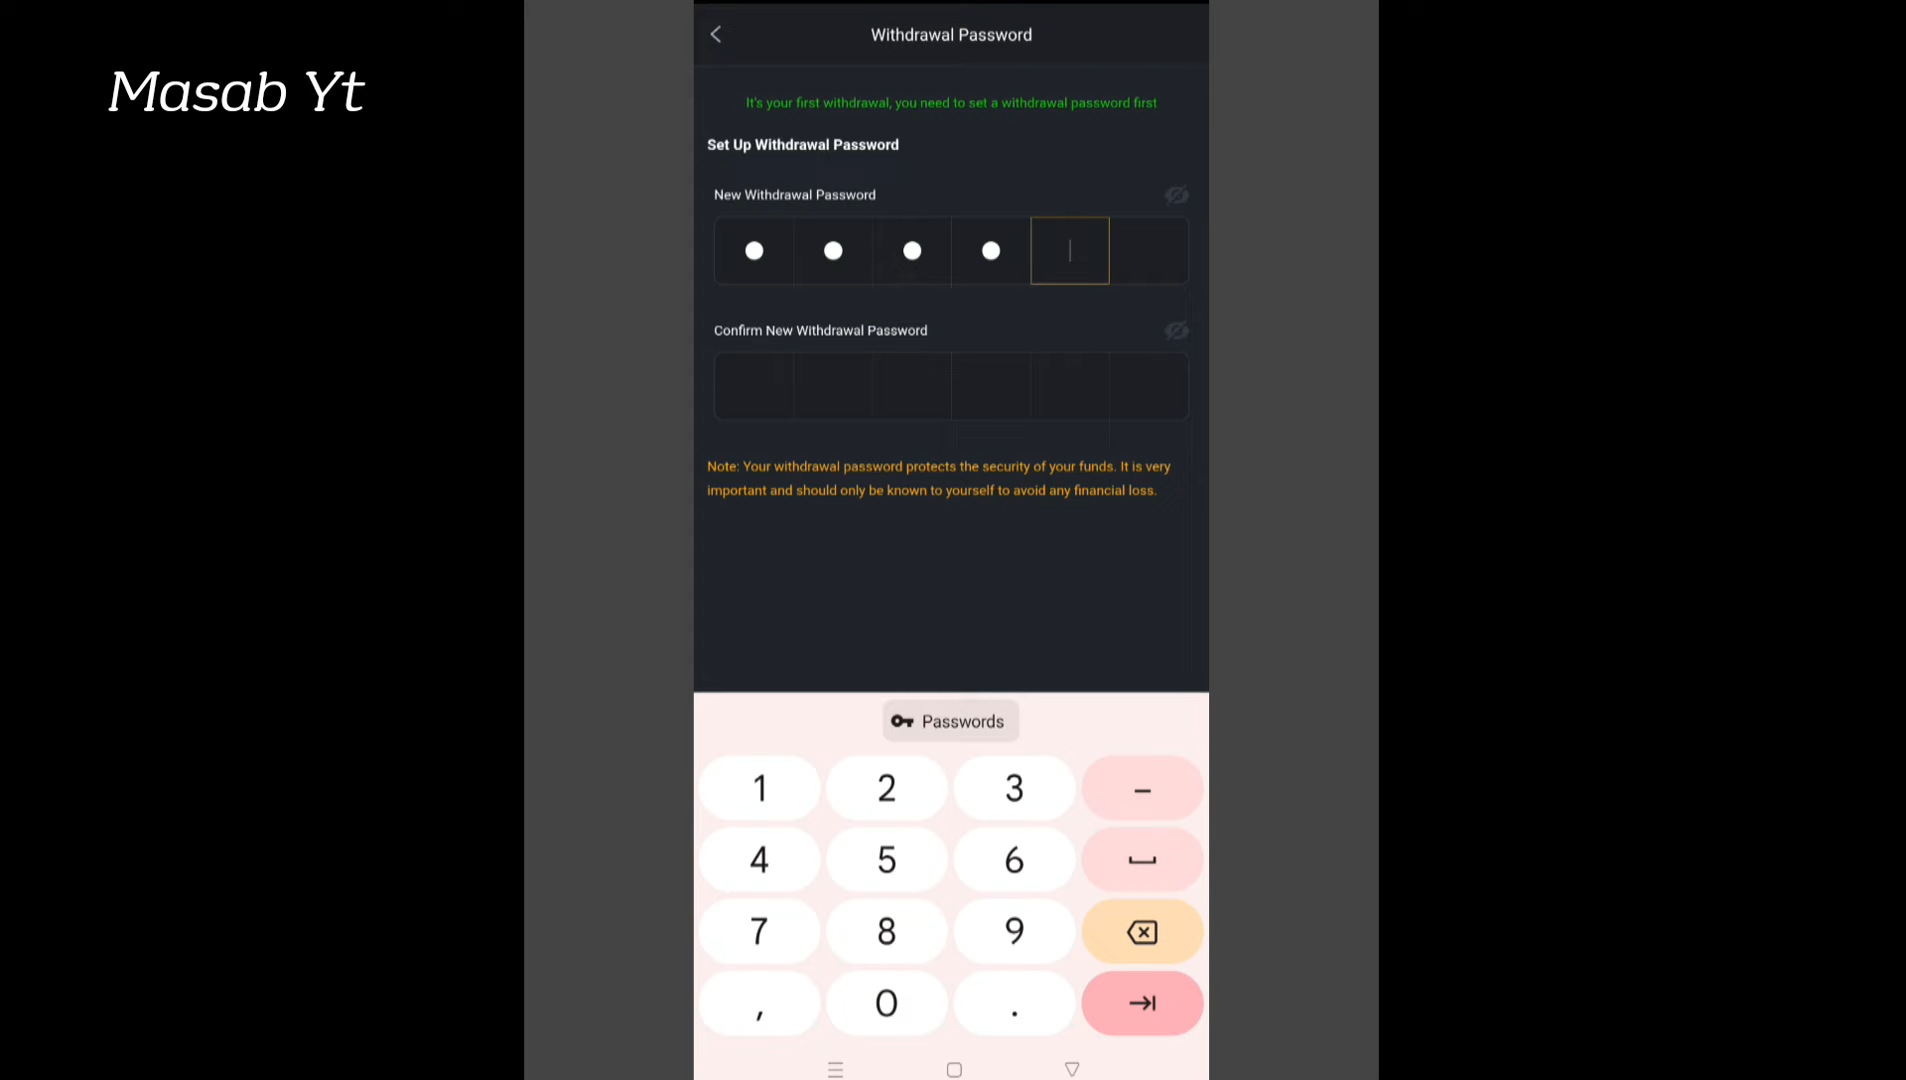 Masab Yt
Withdrawal Password
It's your first withdrawal, you need to set a withdrawal password first
Set Up Withdrawal Password
New Withdrawal Password
Confirm New Withdrawal Password
Note: Your withdrawal password protects the security of your funds. It is very
important and should only be known to yourself to avoid any financial loss.
Passwords
1 2 3 –
4 5 6
7 8 9
, 0 .